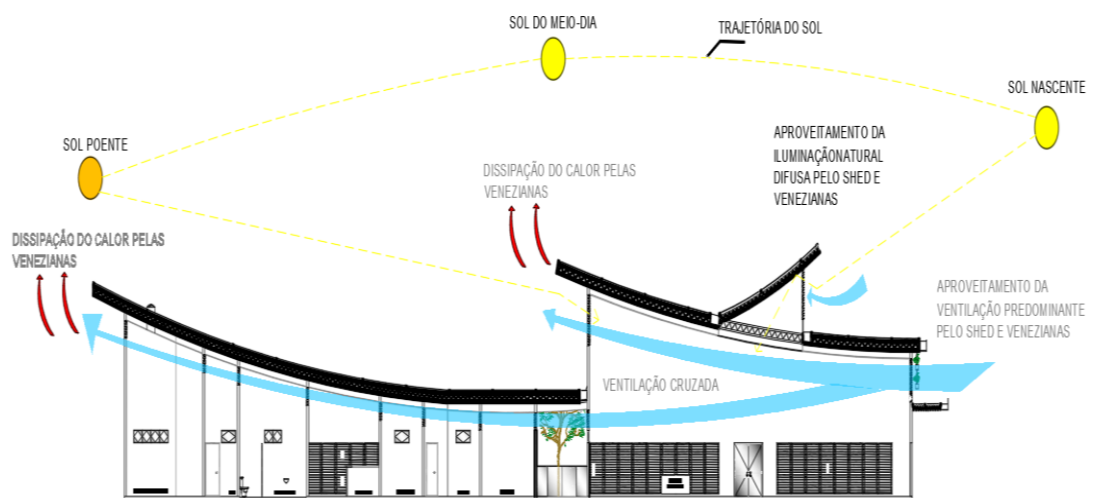 SOL DO MEIO-DIA
TRAJETÓRIA DO SOL
SOL NASCENTE
SOL POENTE
APROVEITAMENTO DA
ILUMINAÇÃONATURAL
DIFUSA PELO SHED E
VENEZIANAS
DISSIPAÇÃO DO CALOR PELAS
VENEZIANAS
DISSIPAÇÃO DO CALOR PELAS
VENEZIANAS
APROVEITAMENTO DA
VENTILAÇÃO PREDOMINANTE
PELO SHED E VENEZIANAS
VENTILAÇÃO CRUZADA